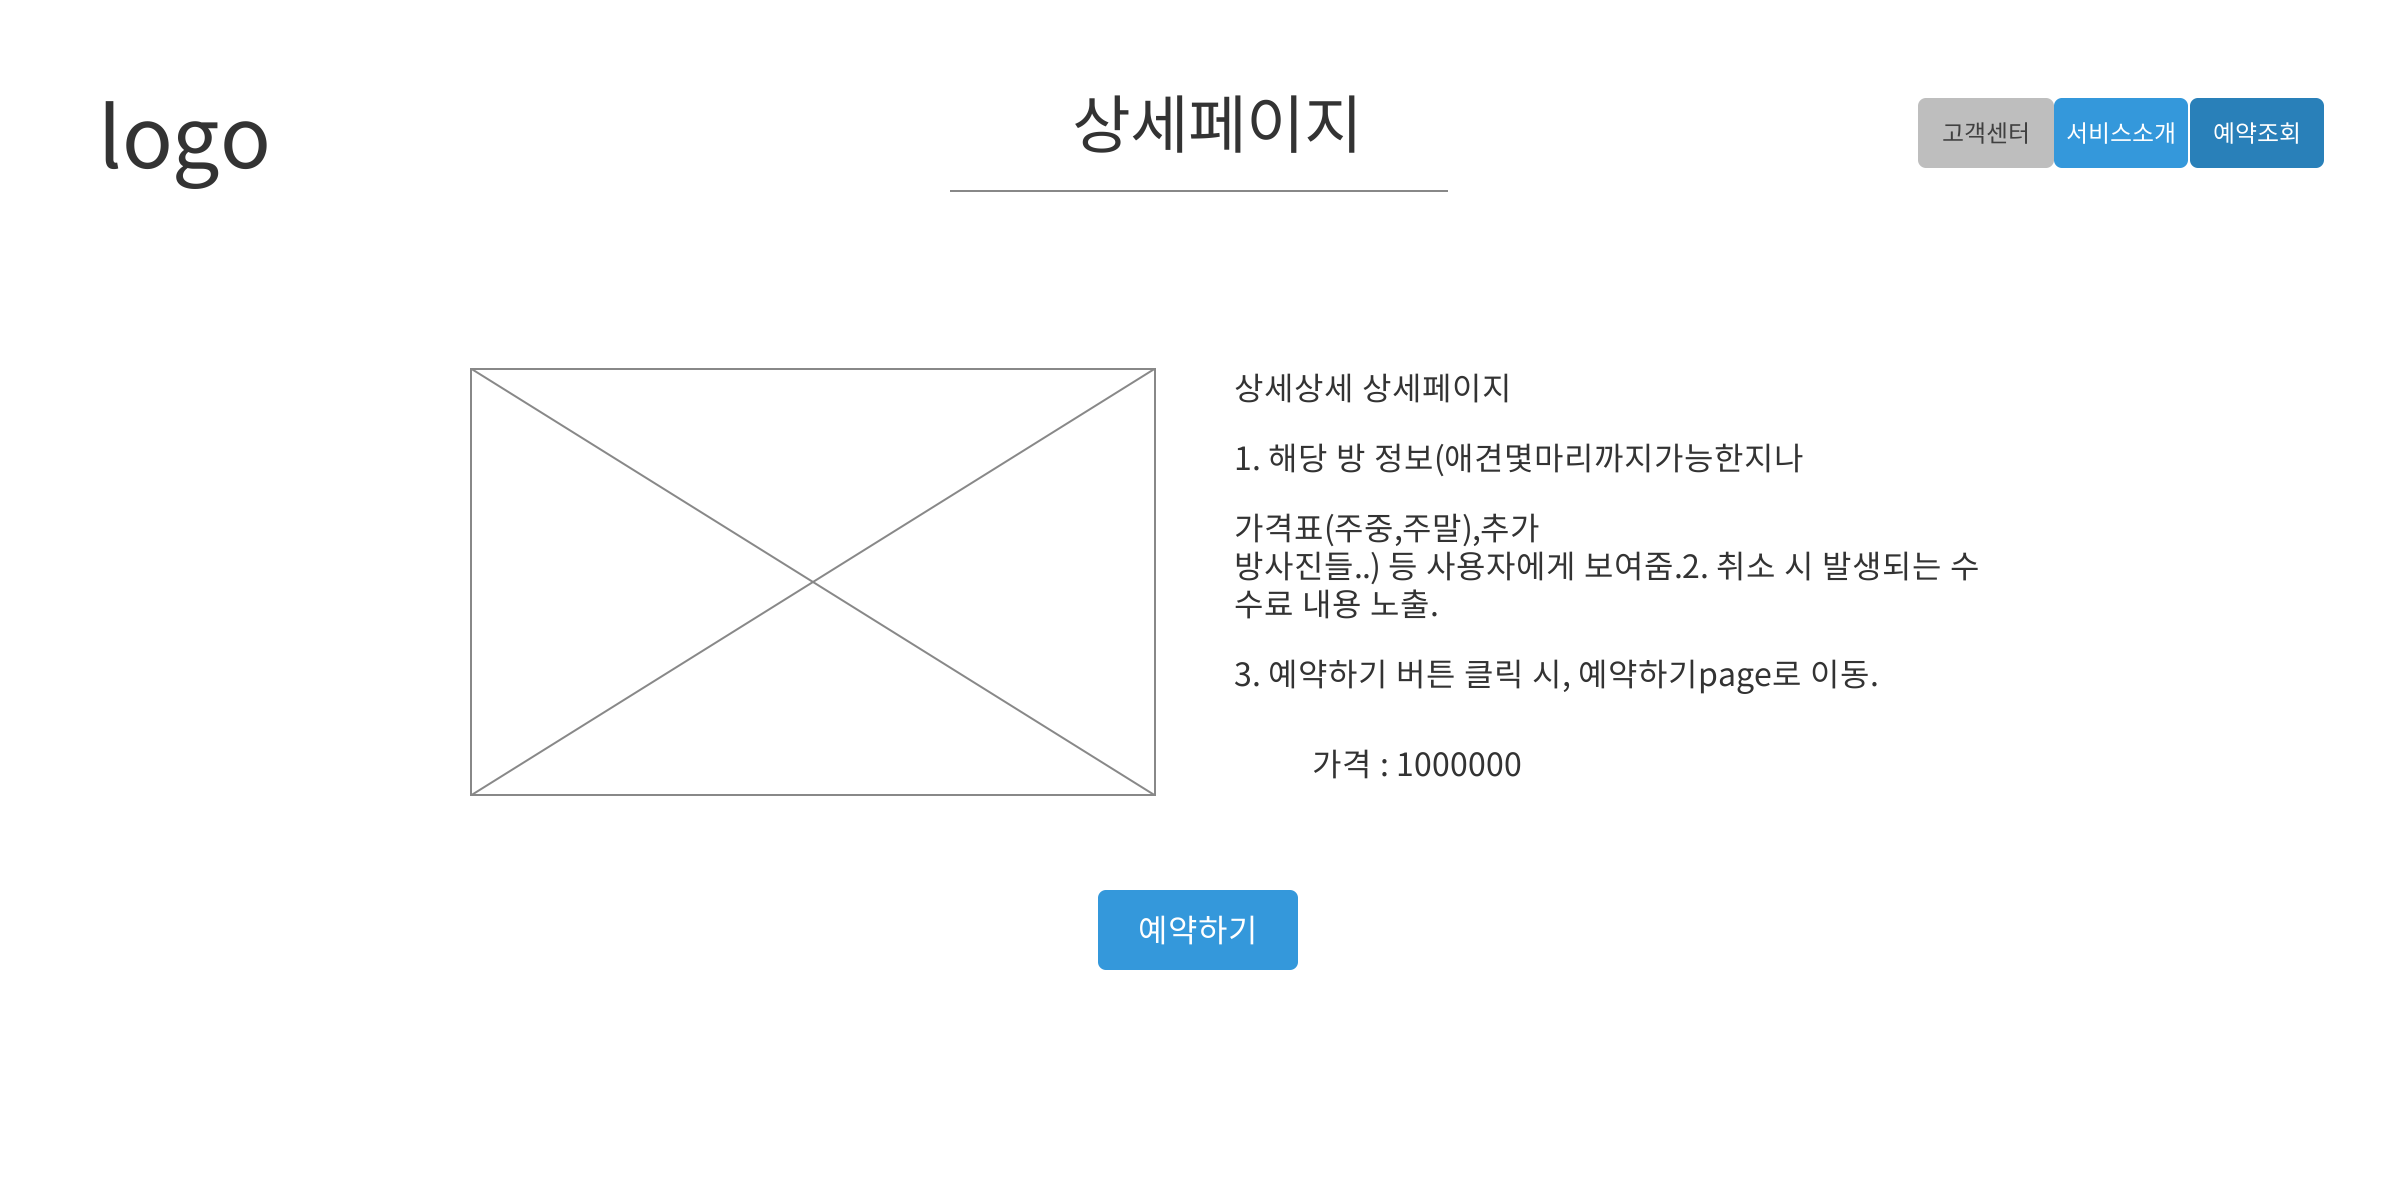 logo
상세페이지
고객센터
서비스소개
예약조회
상세상세 상세페이지
1. 해당 방 정보(애견몇마리까지가능한지나
가격표(주중,주말),추가
방사진들..) 등 사용자에게 보여줌.2. 취소 시 발생되는 수
수료 내용 노출.
3. 예약하기 버튼 클릭 시, 예약하기page로 이동.
가격 : 1000000
예약하기